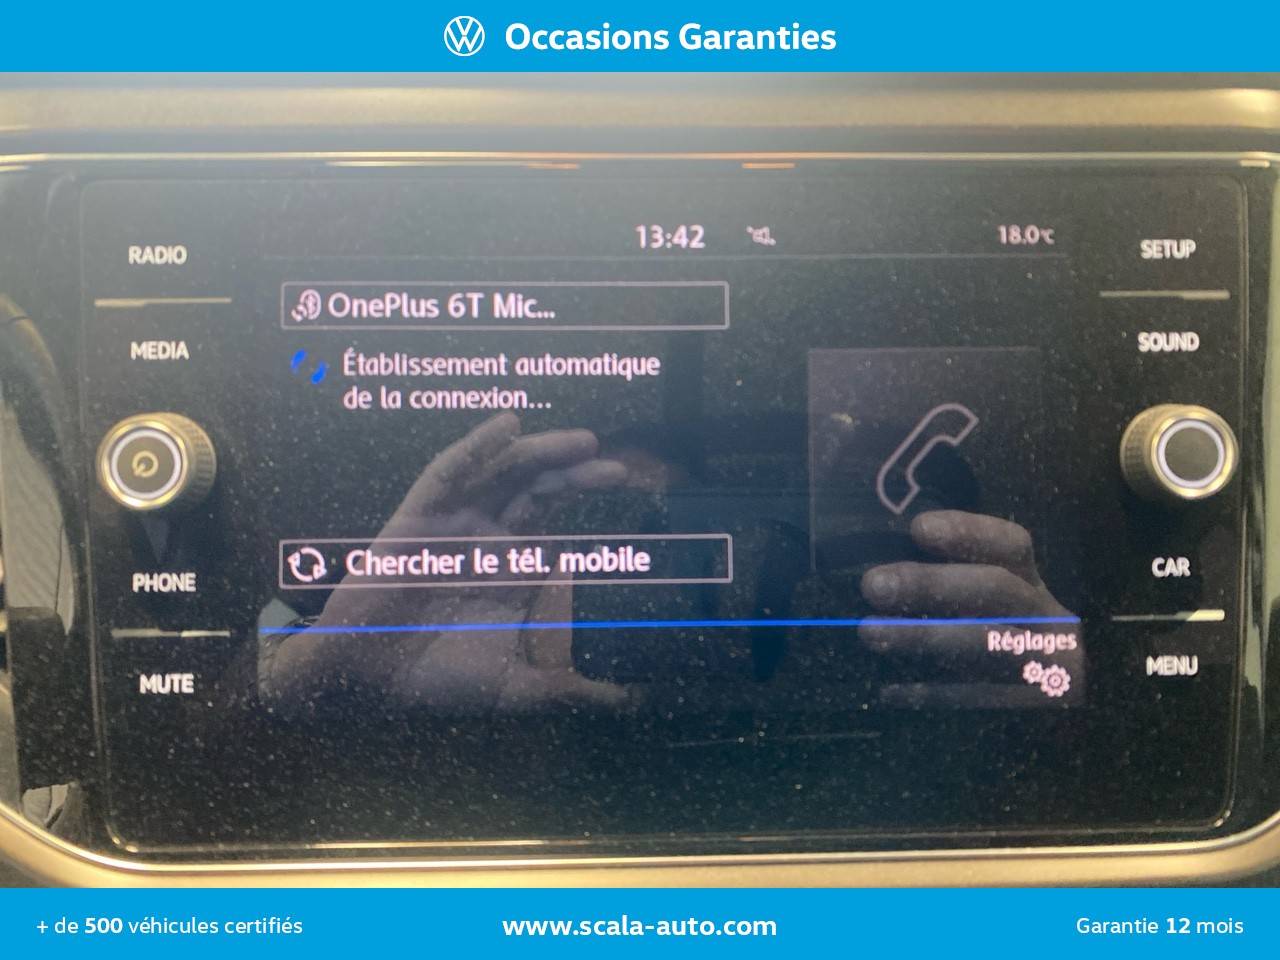 Occasions Garanties
13:42
18.0°C
RADIO
MEDIA
PHONE
MUTE
OnePlus 6T Mic...
Établissement automatique
de la connexion...
Chercher le tél. mobile
Réglages
SETUP
SOUND
CAR
MENU
+ de 500 véhicules certifiés
www.scala-auto.com
Garantie 12 mois